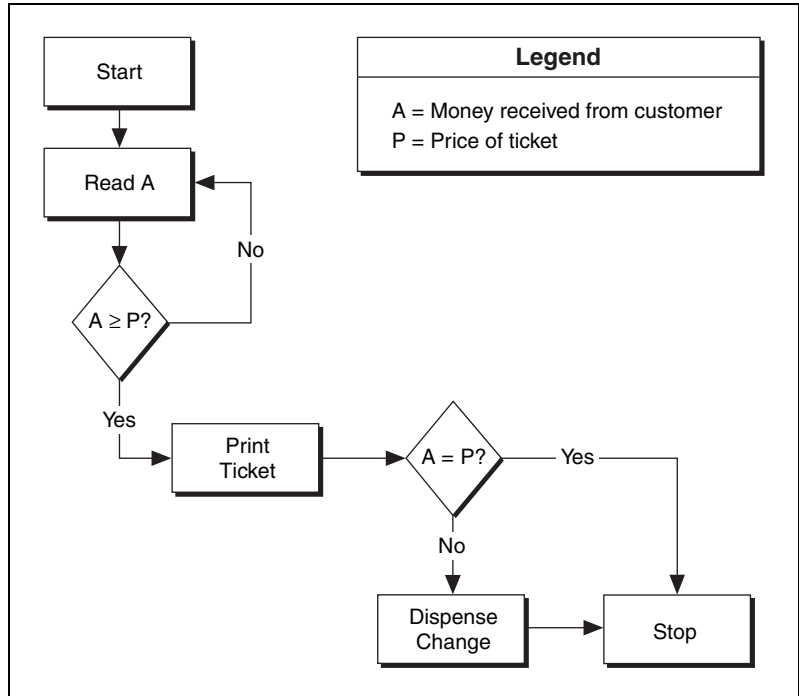 Start
Legend
A = Money received from customer
P = Price of ticket
Read A
No
A ≥ P?
Yes
Print
Ticket
A = P?
Yes
No
Dispense
Change
Stop